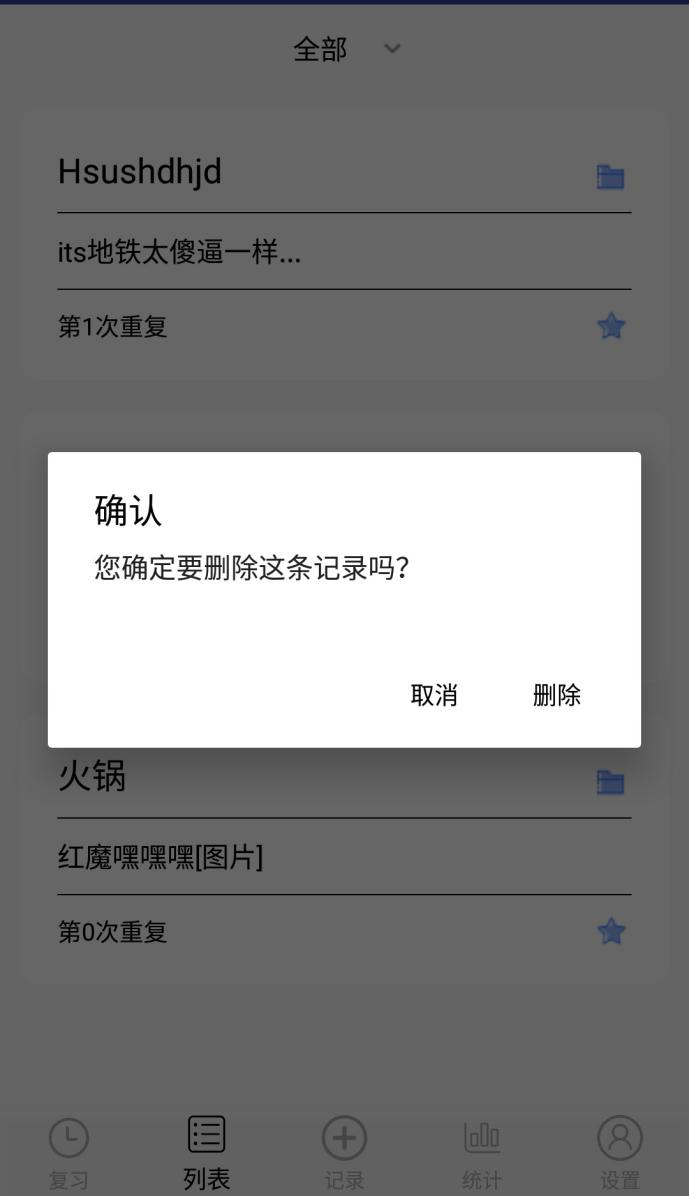 全部
Hsushdhjd
its地铁太傻逼一样...
第1次重复
确认
您确定要删除这条记录吗?
取消 删除
火锅
红魔嘿嘿嘿[图片]
第0次重复
复习 列表 记录 统计 设置